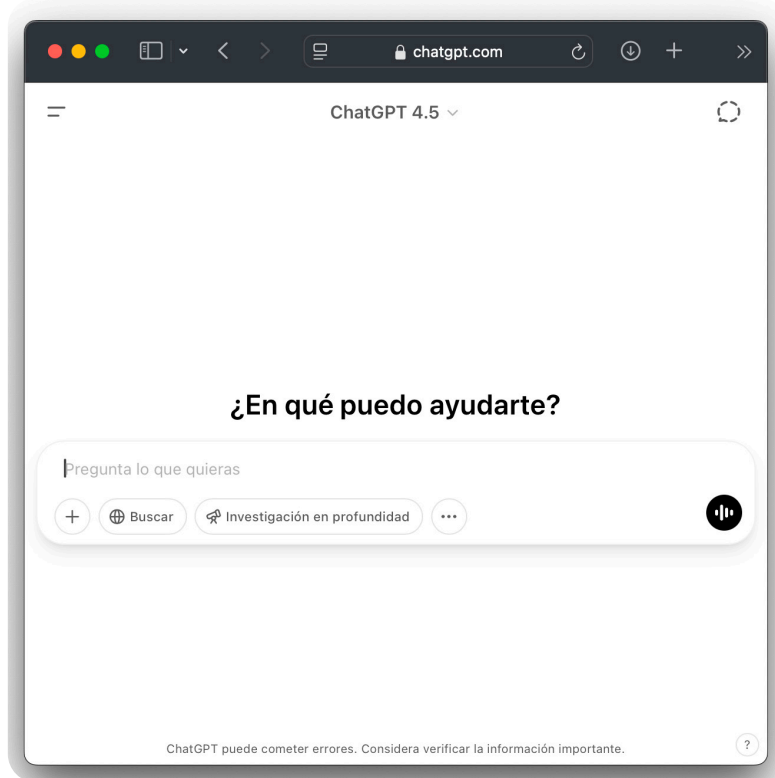 chatgpt.com
ChatGPT 4.5
¿En qué puedo ayudarte?
Pregunta lo que quieras
Buscar
Investigación en profundidad
ChatGPT puede cometer errores. Considera verificar la información importante.
?